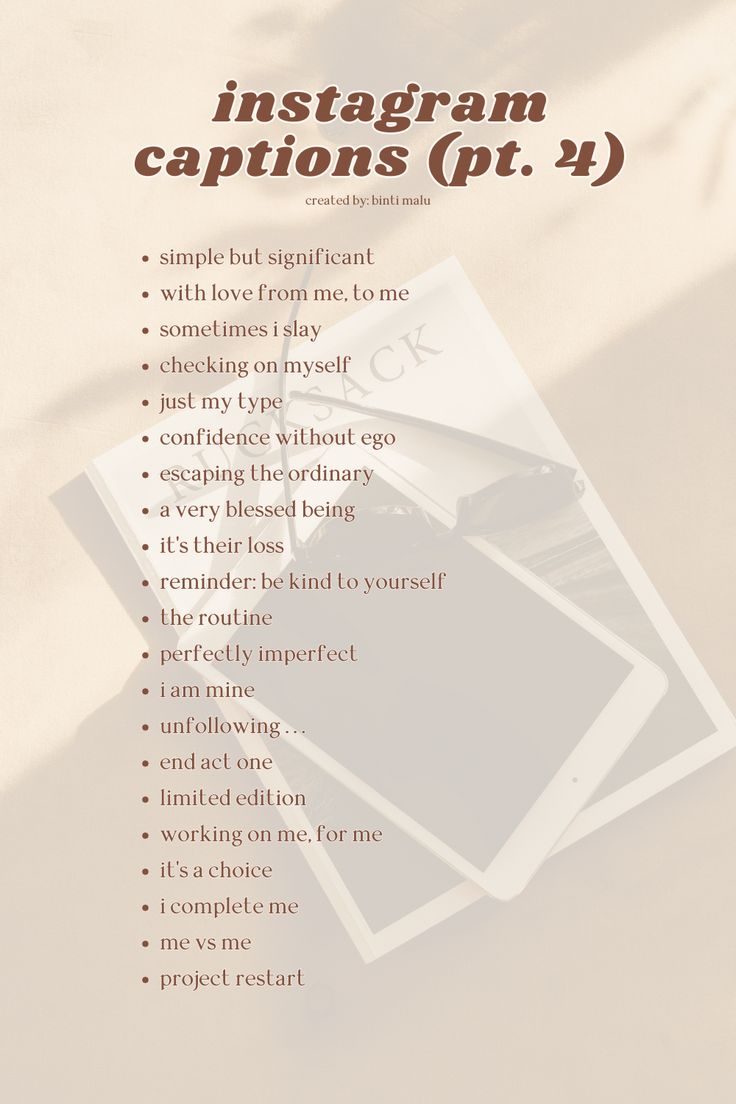 instagram
captions (pt. 4)
created by: binti malu
• simple but significant
• with love from me, to me
• sometimes i slay
• checking on myself
• just my type
• confidence without ego
• escaping the ordinary
• a very blessed being
• it's their loss
• reminder: be kind to yourself
• the routine
• perfectly imperfect
• i am mine
• unfollowing . . .
• end act one
• limited edition
• working on me, for me
• it's a choice
• i complete me
• me vs me
• project restart
RUCKSACK